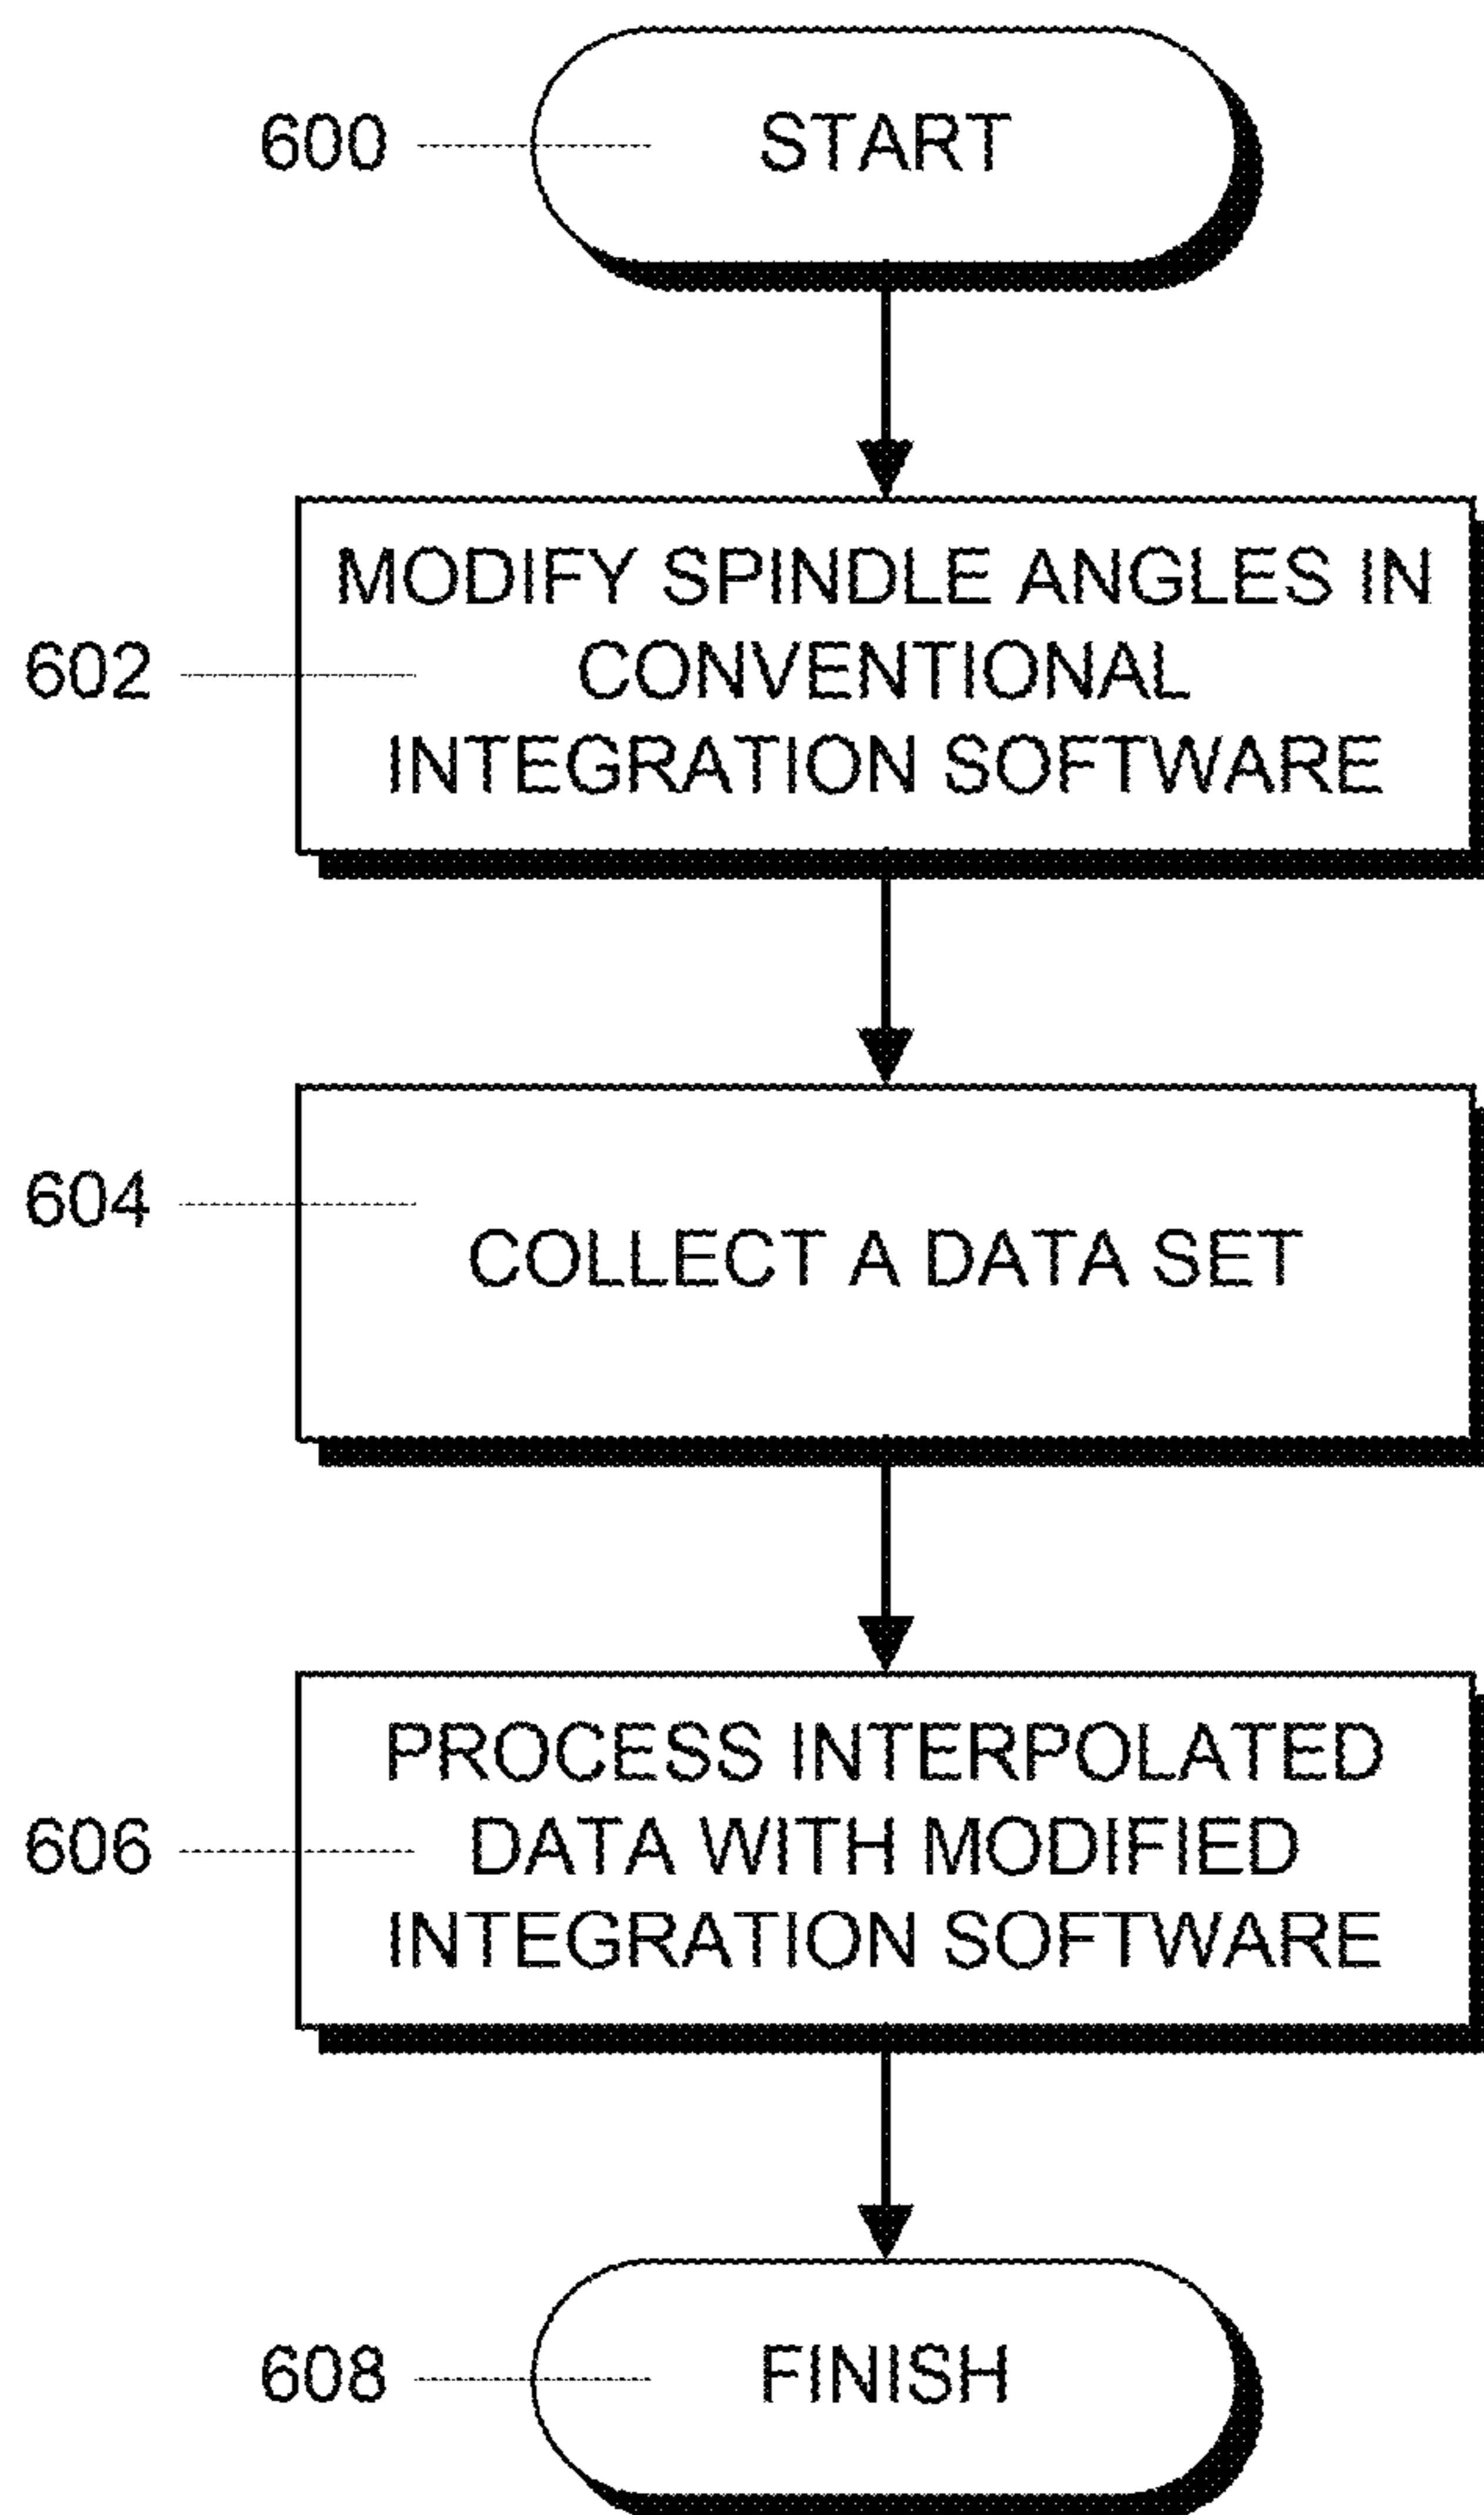 600
START
602
MODIFY SPINDLE ANGLES IN
CONVENTIONAL
INTEGRATION SOFTWARE
604
COLLECT A DATA SET
606
PROCESS INTERPOLATED
DATA WITH MODIFIED
INTEGRATION SOFTWARE
608
FINISH